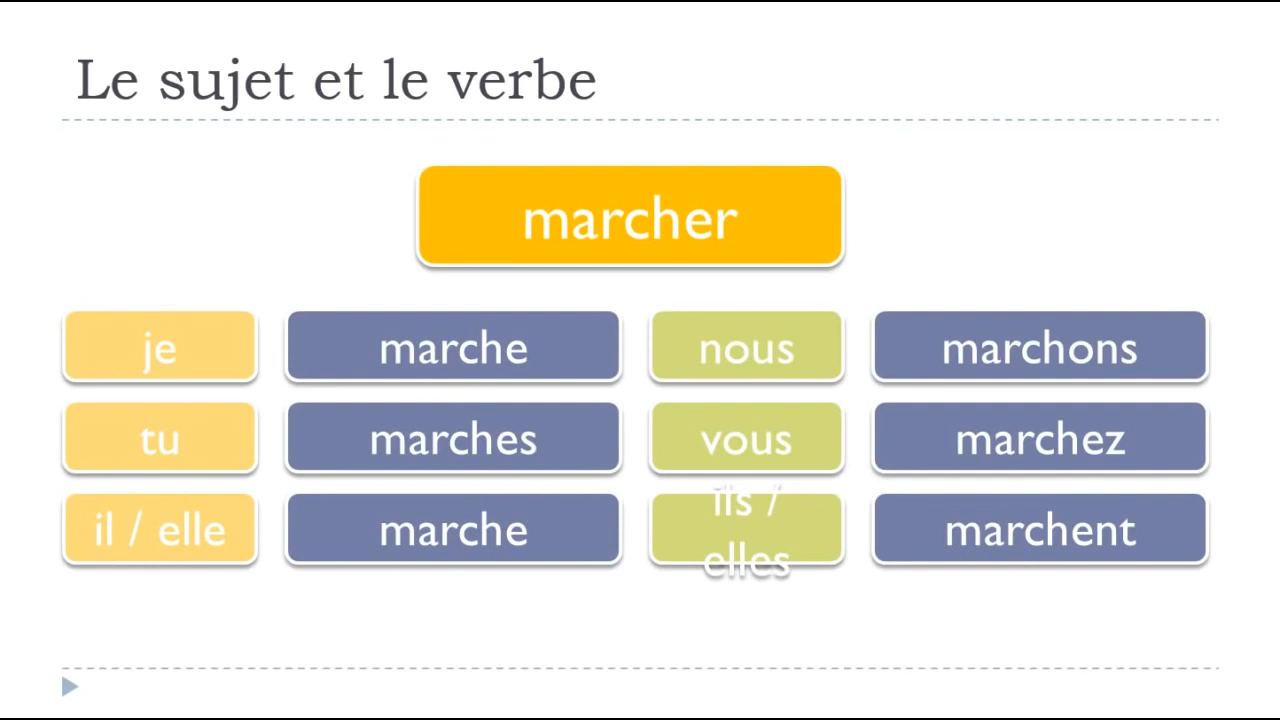 Le sujet et le verbe
marcher
je marche nous marchons
tu marches vous marchez
il / elle marche ils / elles marchent